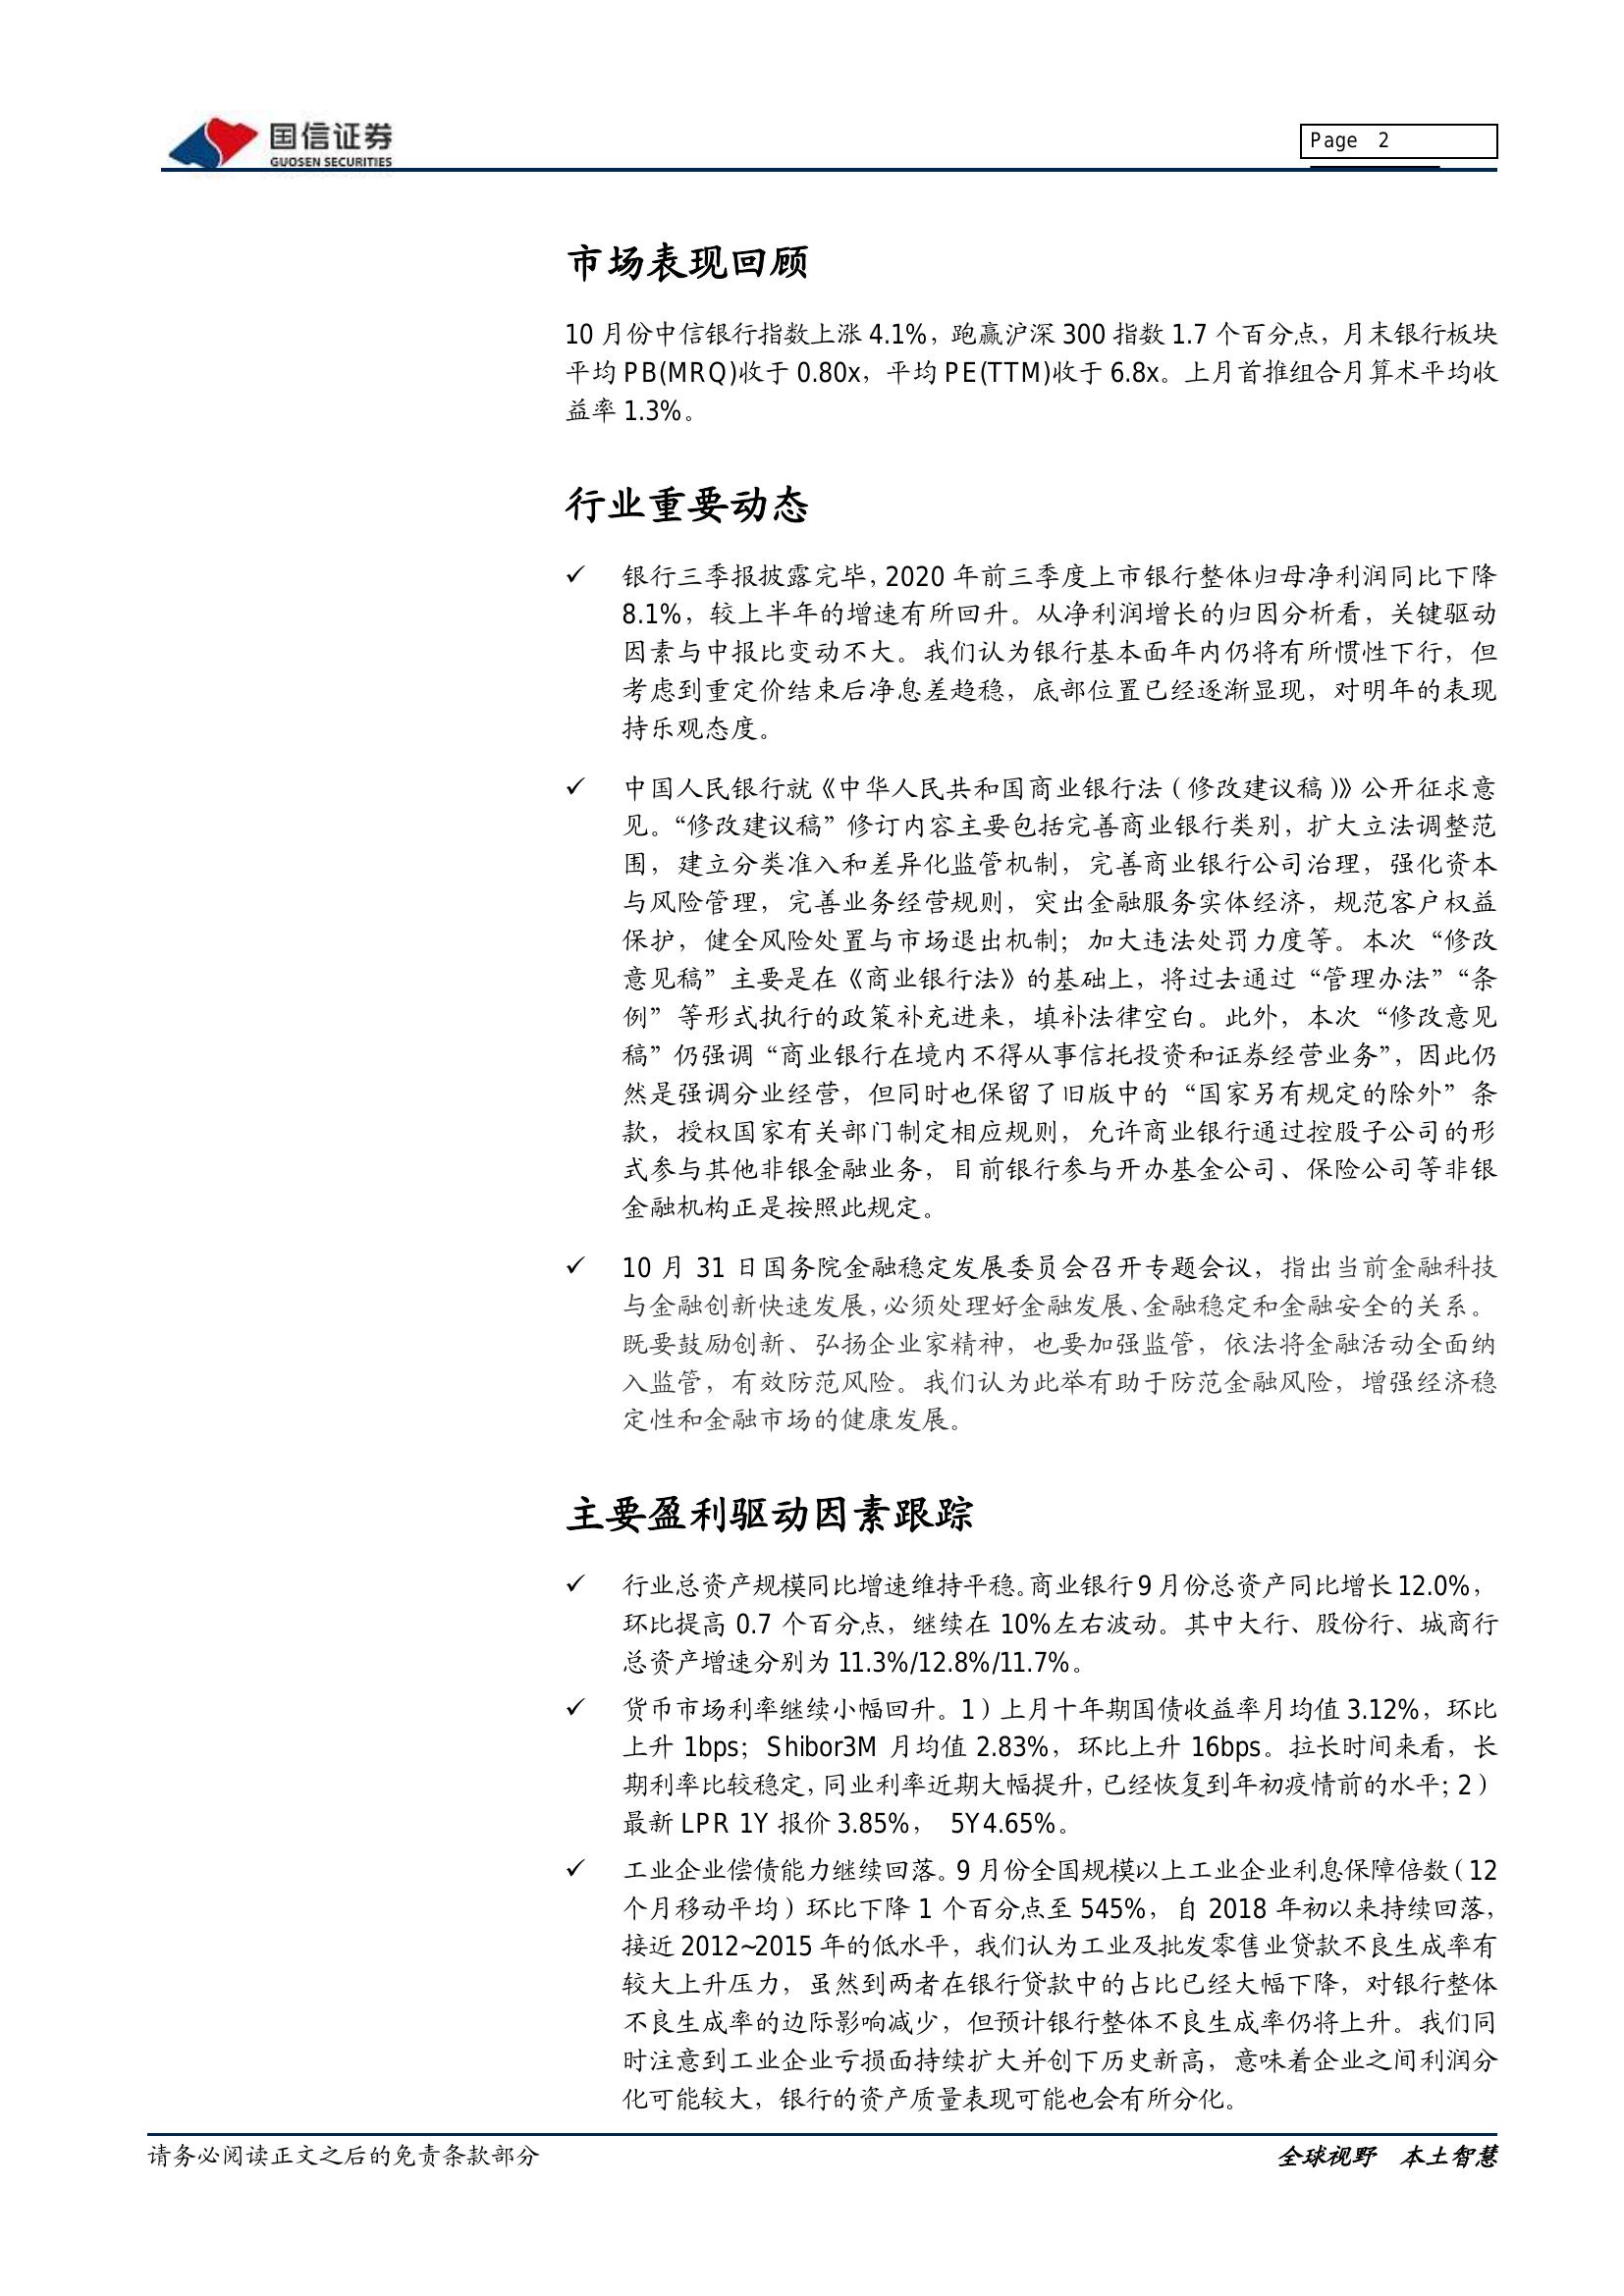 国信证券
GUOSEN SECURITIES
Page 2
市场表现回顾
10 月份中信银行指数上涨 4.1%，跑赢沪深 300 指数 1.7 个百分点，月末银行板块
平均 PB(MRQ)收于 0.80x，平均 PE(TTM)收于 6.8x。上月首推组合月算术平均收
益率 1.3%。
行业重要动态
✓ 银行三季报披露完毕，2020 年前三季度上市银行整体归母净利润同比下降
8.1%，较上半年的增速有所回升。从净利润增长的归因分析看，关键驱动
因素与中报比变动不大。我们认为银行基本面年内仍将有所惯性下行，但
考虑到重定价结束后净息差趋稳，底部位置已经逐渐显现，对明年的表现
持乐观态度。
✓ 中国人民银行就《中华人民共和国商业银行法（修改建议稿）》公开征求意
见。“修改建议稿”修订内容主要包括完善商业银行类别，扩大立法调整范
围，建立分类准入和差异化监管机制，完善商业银行公司治理，强化资本
与风险管理，完善业务经营规则，突出金融服务实体经济，规范客户权益
保护，健全风险处置与市场退出机制；加大违法处罚力度等。本次“修改
意见稿”主要是在《商业银行法》的基础上，将过去通过“管理办法”“条
例”等形式执行的政策补充进来，填补法律空白。此外，本次“修改意见
稿”仍强调“商业银行在境内不得从事信托投资和证券经营业务”，因此仍
然是强调分业经营，但同时也保留了旧版中的“国家另有规定的除外”条
款，授权国家有关部门制定相应规则，允许商业银行通过控股子公司的形
式参与其他非银金融业务，目前银行参与开办基金公司、保险公司等非银
金融机构正是按照此规定。
✓ 10 月 31 日国务院金融稳定发展委员会召开专题会议，指出当前金融科技
与金融创新快速发展，必须处理好金融发展、金融稳定和金融安全的关系。
既要鼓励创新、弘扬企业家精神，也要加强监管，依法将金融活动全面纳
入监管，有效防范风险。我们认为此举有助于防范金融风险，增强经济稳
定性和金融市场的健康发展。
主要盈利驱动因素跟踪
✓ 行业总资产规模同比增速维持平稳。商业银行 9 月份总资产同比增长 12.0%，
环比提高 0.7 个百分点，继续在 10%左右波动。其中大行、股份行、城商行
总资产增速分别为 11.3%/12.8%/11.7%。
✓ 货币市场利率继续小幅回升。1）上月十年期国债收益率月均值 3.12%，环比
上升 1bps；Shibor3M 月均值 2.83%，环比上升 16bps。拉长时间来看，长
期利率比较稳定，同业利率近期大幅提升，已经恢复到年初疫情前的水平；2）
最新 LPR 1Y 报价 3.85%， 5Y4.65%。
✓ 工业企业偿债能力继续回落。9 月份全国规模以上工业企业利息保障倍数（12
个月移动平均）环比下降 1 个百分点至 545%，自 2018 年初以来持续回落，
接近 2012~2015 年的低水平，我们认为工业及批发零售业贷款不良生成率有
较大上升压力，虽然到两者在银行贷款中的占比已经大幅下降，对银行整体
不良生成率的边际影响减少，但预计银行整体不良生成率仍将上升。我们同
时注意到工业企业亏损面持续扩大并创下历史新高，意味着企业之间利润分
化可能较大，银行的资产质量表现可能也会有所分化。
请务必阅读正文之后的免责条款部分
全球视野 本土智慧